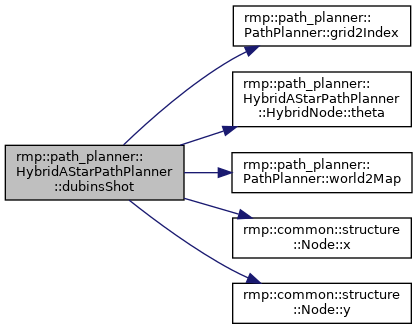 rmp::path_planner::
PathPlanner::grid2Index
rmp::path_planner::
HybridAStarPathPlanner
::HybridNode::theta
rmp::path_planner::
HybridAStarPathPlanner
::dubinsShot
rmp::path_planner::
PathPlanner::world2Map
rmp::common::structure
::Node::x
rmp::common::structure
::Node::y